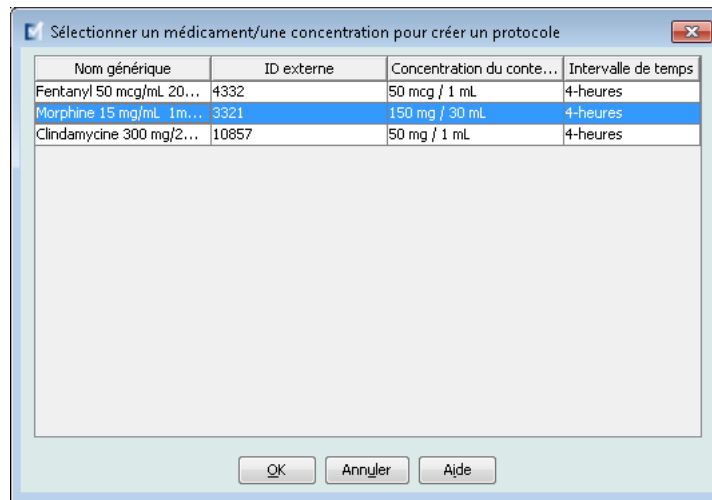 Sélectionner un médicament/une concentration pour créer un protocole
Nom générique ID externe Concentration du conte... Intervalle de temps
Fentanyl 50 mcg/mL 20... 4332 50 mcg / 1 mL 4-heures
Morphine 15 mg/mL 1m... 3321 150 mg / 30 mL 4-heures
Clindamycine 300 mg/2... 10857 50 mg / 1 mL 4-heures
OK Annuler Aide